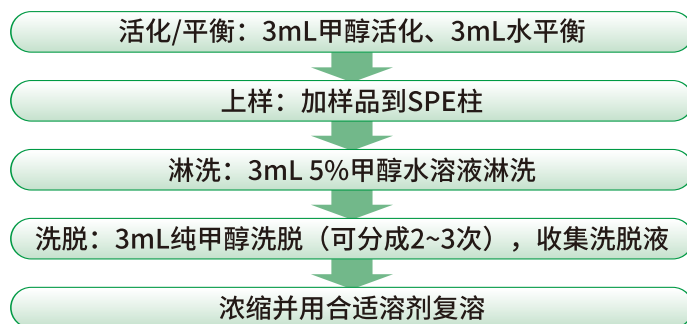 活化/平衡：3mL甲醇活化、3mL水平衡
上样：加样品到SPE柱
淋洗：3mL 5%甲醇水溶液淋洗
洗脱：3mL纯甲醇洗脱（可分成2~3次），收集洗脱液
浓缩并用合适溶剂复溶